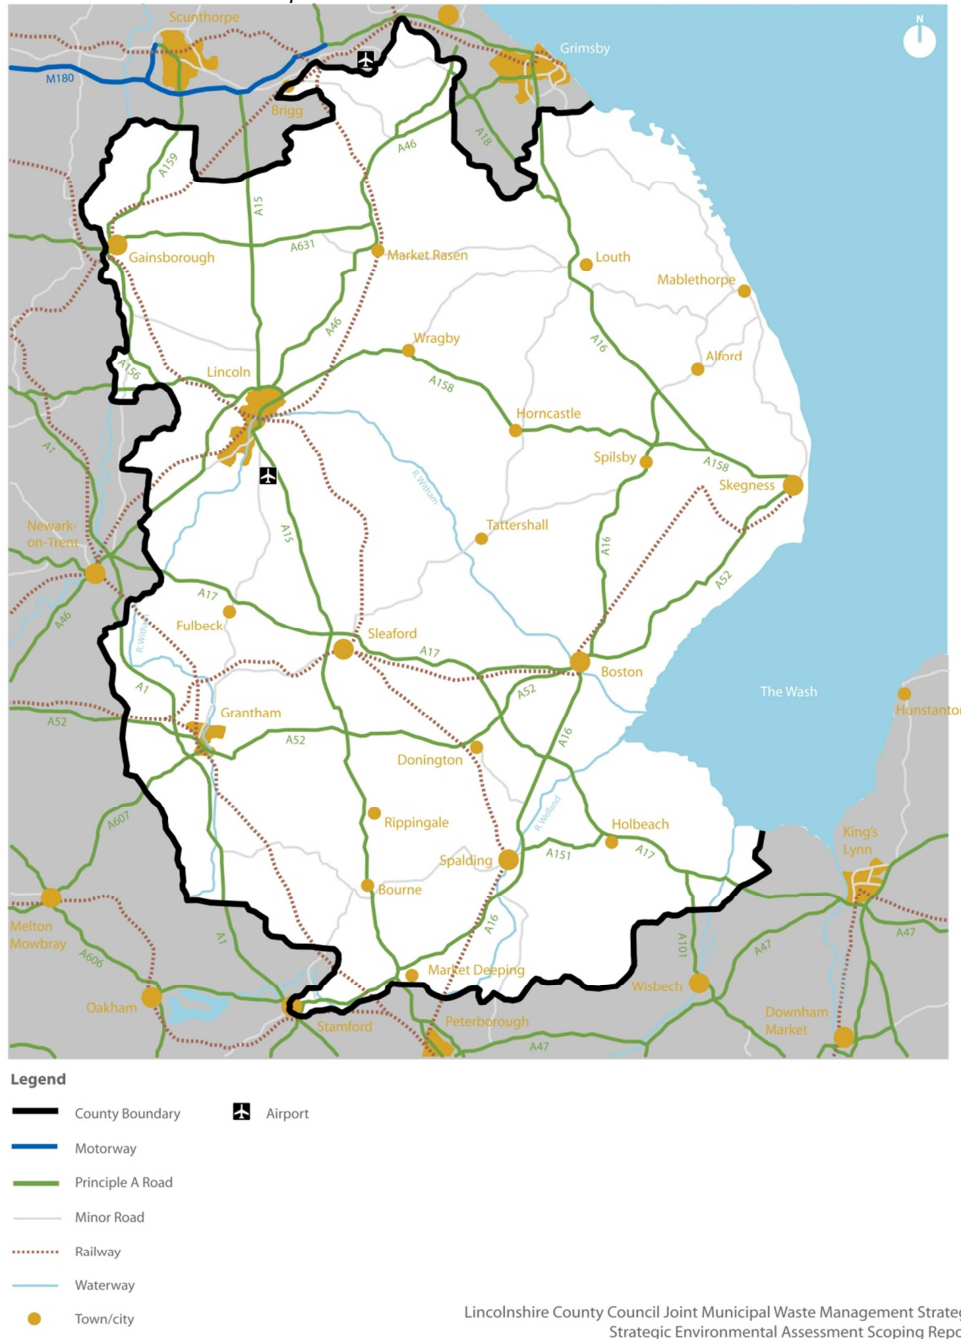 Scunthorpe
N
Grimsby
M180
Brigg
A18
A46
A159
A15
A631
Gainsborough
Market Rasen
Louth
Mablethorpe
A46
A16
Wragby
A156
Lincoln
Alford
A158
Horncastle
A1
Spilsby
A158
Skegness
R.Witham
Newark-
on-Trent
Tattershall
A15
A16
A52
A17
A46
Fulbeck
R.Witham
Sleaford
A17
Boston
A1
A52
The Wash
Hunstanton
A52
Grantham
A52
A16
Donington
A607
Rippingale
R.Welland
Holbeach
King's
Lynn
Spalding
A151
A17
Bourne
Melton
Mowbray
A16
A1
A101
A47
A47
A606
Market Deeping
Wisbech
Oakham
Stamford
Peterborough
Downham
Market
A47
Legend
County Boundary
Airport
Motorway
Principle A Road
Minor Road
Railway
Waterway
Town/city
Lincolnshire County Council Joint Municipal Waste Management Strateg
Strategic Environmental Assessment Scoping Repo